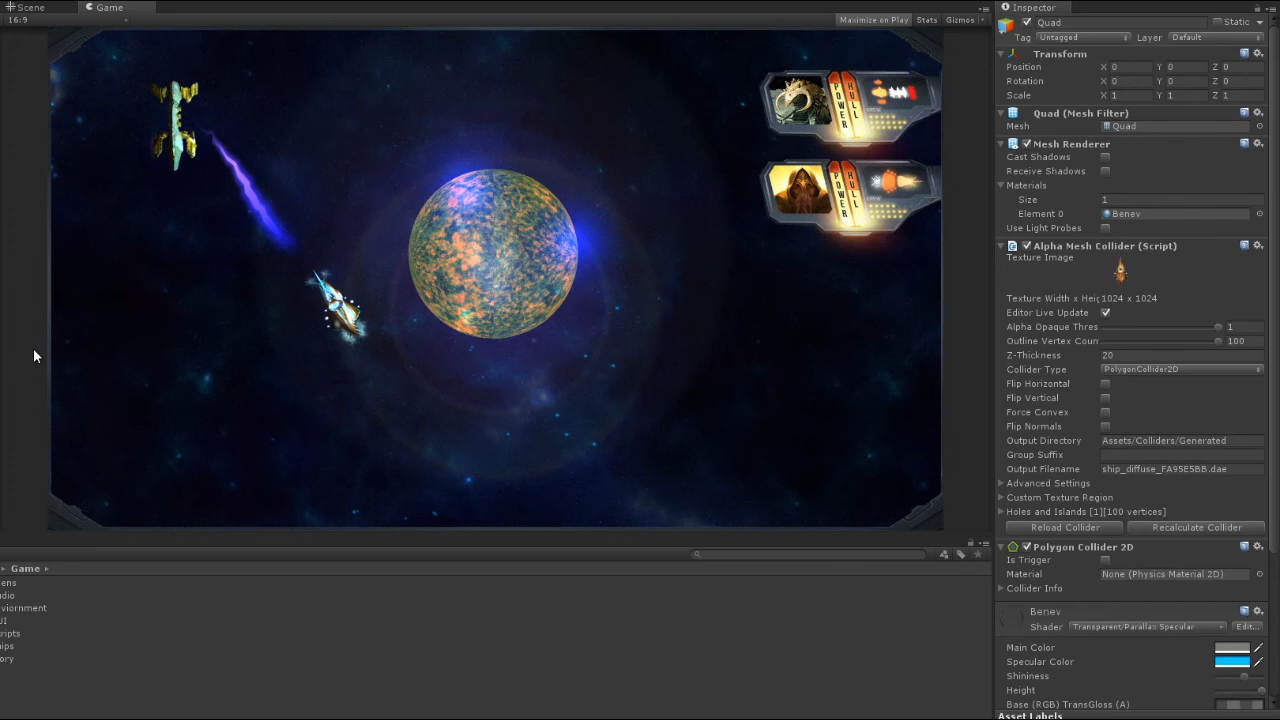 Scene Game
16:9 Maximize on Play Stats Gizmos
POWER HULL
POWER HULL
Game
ens
udio
viornment
UI
cripts
hips
ory
Inspector
Quad Static
Tag Untagged Layer Default
Transform
Position X 0 Y 0 Z 0
Rotation X 0 Y 0 Z 0
Scale X 1 Y 1 Z 1
Quad (Mesh Filter)
Mesh Quad
Mesh Renderer
Cast Shadows
Receive Shadows
Materials
Size 1
Element 0 Benev
Use Light Probes
Alpha Mesh Collider (Script)
Texture Image
Texture Width x Hei 1024 x 1024
Editor Live Update
Alpha Opaque Thres 1
Outline Vertex Coun 100
Z-Thickness 20
Collider Type PolygonCollider2D
Flip Horizontal
Flip Vertical
Force Convex
Flip Normals
Output Directory Assets/Colliders/Generated
Group Suffix
Output Filename ship_diffuse_FA95E5BB.dae
Advanced Settings
Custom Texture Region
Holes and Islands [1][100 vertices]
Reload Collider Recalculate Collider
Polygon Collider 2D
Is Trigger
Material None (Physics Material 2D)
Collider Info
Benev
Shader Transparent/Parallax Specular Edit...
Main Color
Specular Color
Shininess
Height
Base (RGB) TransGloss (A)
Asset Labels